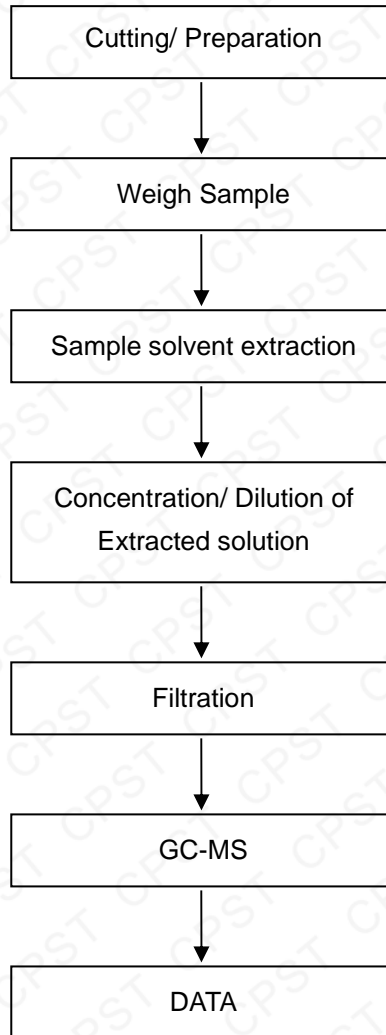 Cutting/ Preparation
Weigh Sample
Sample solvent extraction
Concentration/ Dilution of
Extracted solution
Filtration
GC-MS
DATA